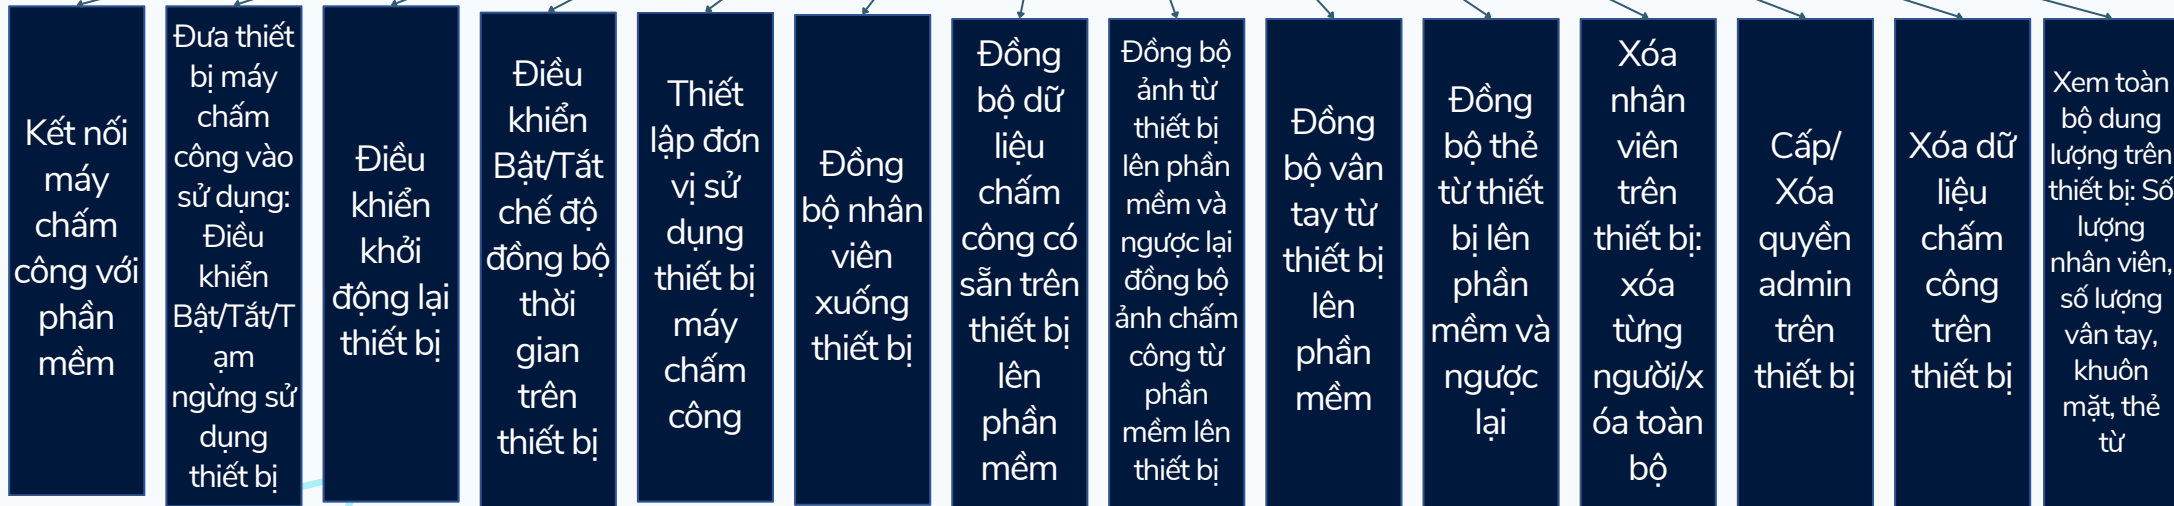 Kết nối
máy
chấm
công với
phần
mềm
Đưa thiết
bị máy
chấm
công vào
sử dụng:
Điều
khiển
Bật/Tắt/T
ạm
ngừng sử
dụng
thiết bị
Điều
khiển
khởi
động lại
thiết bị
Điều
khiển
Bật/Tắt
chế độ
đồng bộ
thời
gian
trên
thiết bị
Thiết
lập đơn
vị sử
dụng
thiết bị
máy
chấm
công
Đồng
bộ nhân
viên
xuống
thiết bị
Đồng
bộ dữ
liệu
chấm
công có
sẵn trên
thiết bị
lên
phần
mềm
Đồng bộ
ảnh từ
thiết bị
lên phần
mềm và
ngược lại
đồng bộ
ảnh chấm
công từ
phần
mềm lên
thiết bị
Đồng
bộ vân
tay từ
thiết bị
lên
phần
mềm
Đồng
bộ thẻ
từ thiết
bị lên
phần
mềm và
ngược
lại
Xóa
nhân
viên
trên
thiết bị:
xóa
từng
người/x
óa toàn
bộ
Cấp/
Xóa
quyền
admin
trên
thiết bị
Xóa dữ
liệu
chấm
công
trên
thiết bị
Xem toàn
bộ dung
lượng trên
thiết bị: Số
lượng
nhân viên,
số lượng
vân tay,
khuôn
mặt, thẻ
từ